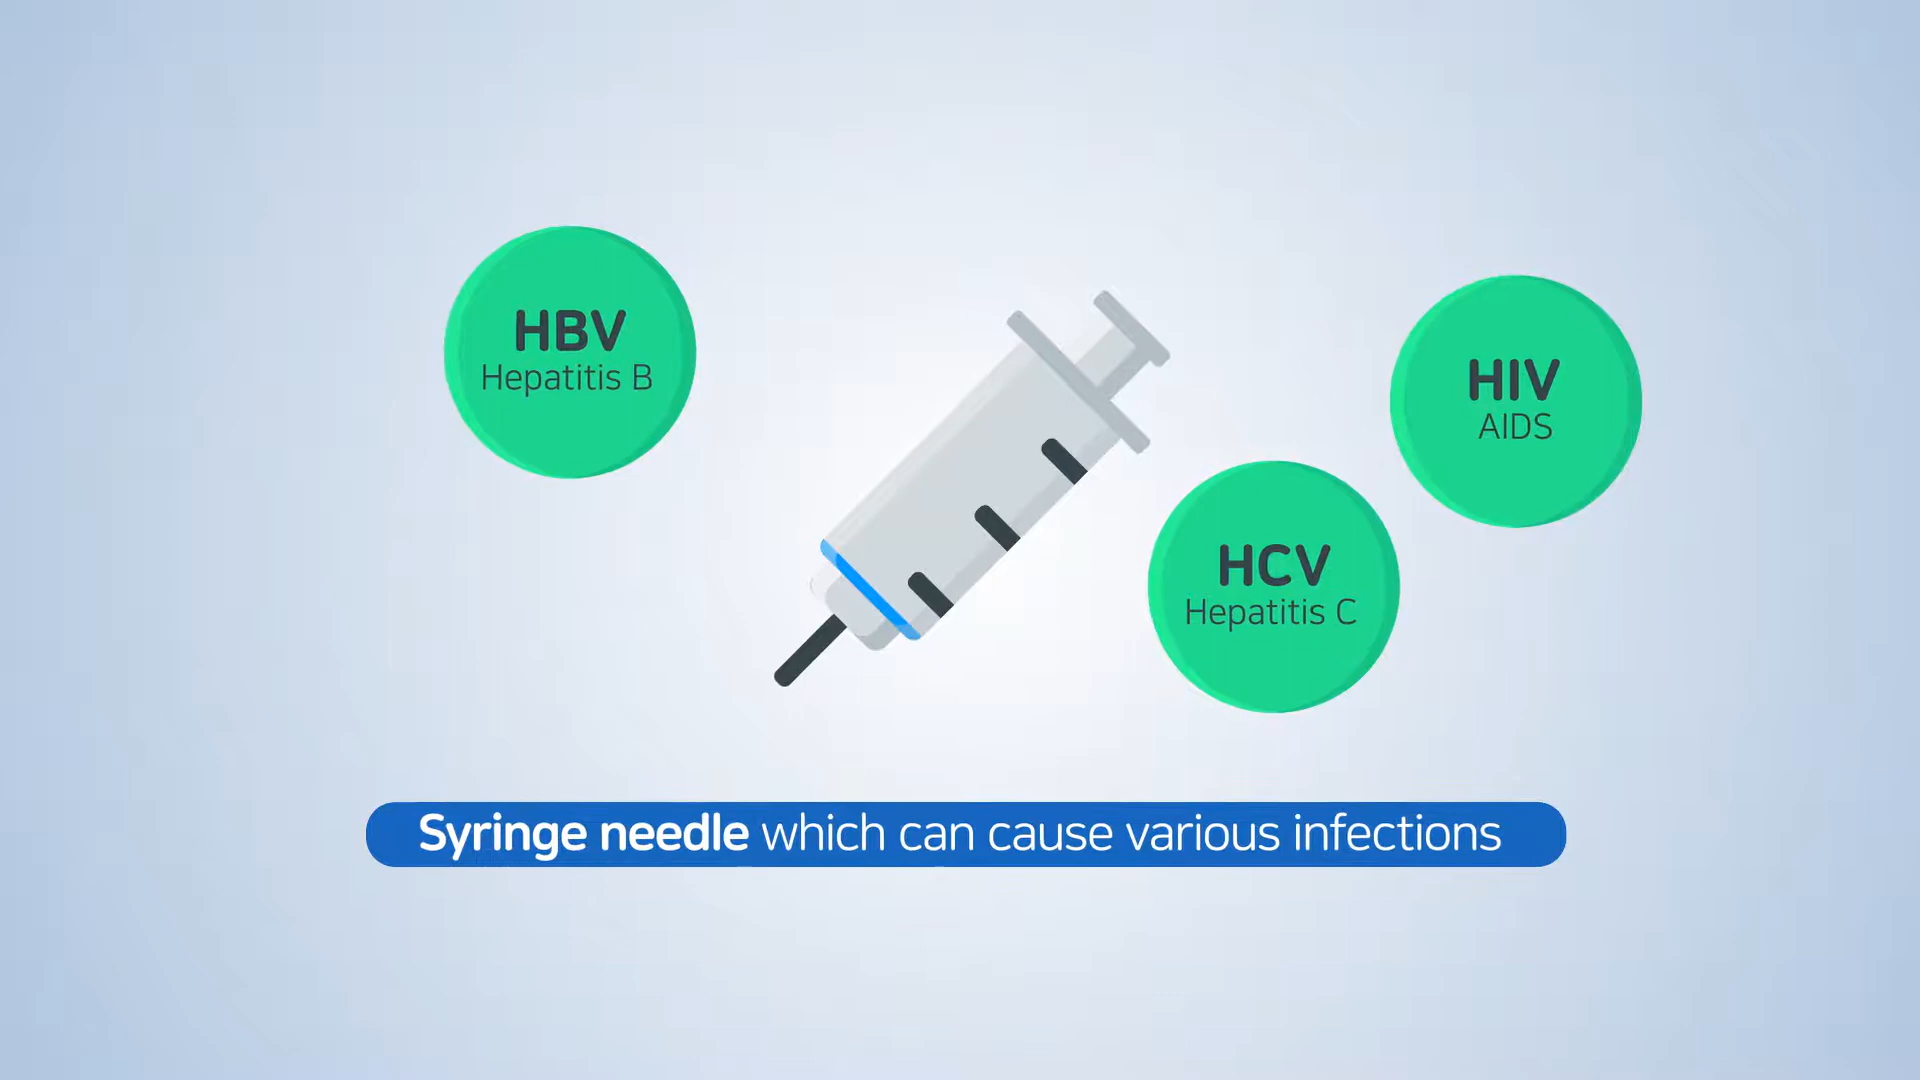 HBV
Hepatitis B
HIV
AIDS
HCV
Hepatitis C
Syringe needle which can cause various infections